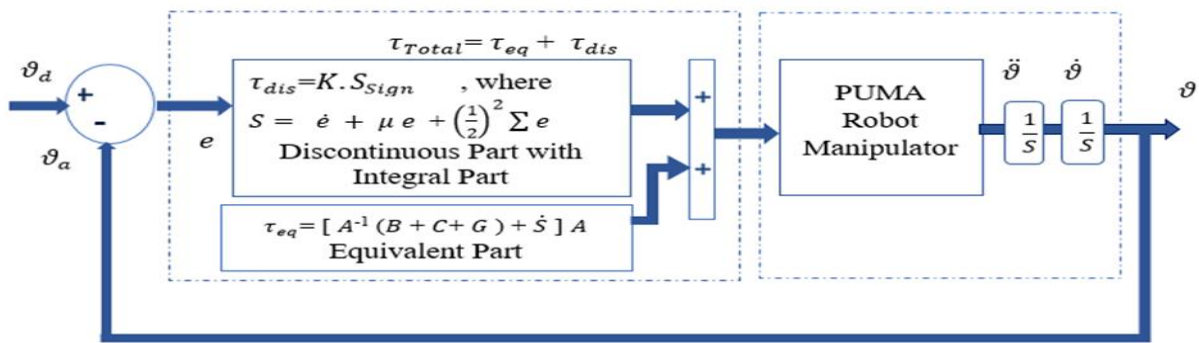 τTotal= τeq + τdis
ϑd
+
-
ϑa
e
τdis=K.SSign , where
S = ė + μ e + (1/2)² ∑ e
Discontinuous Part with
Integral Part
τeq=[ A⁻¹ (B + C+ G ) + Ṡ ] A
Equivalent Part
+
+
PUMA
Robot
Manipulator
ϑ̈
1/S
ϑ̇
1/S
ϑ